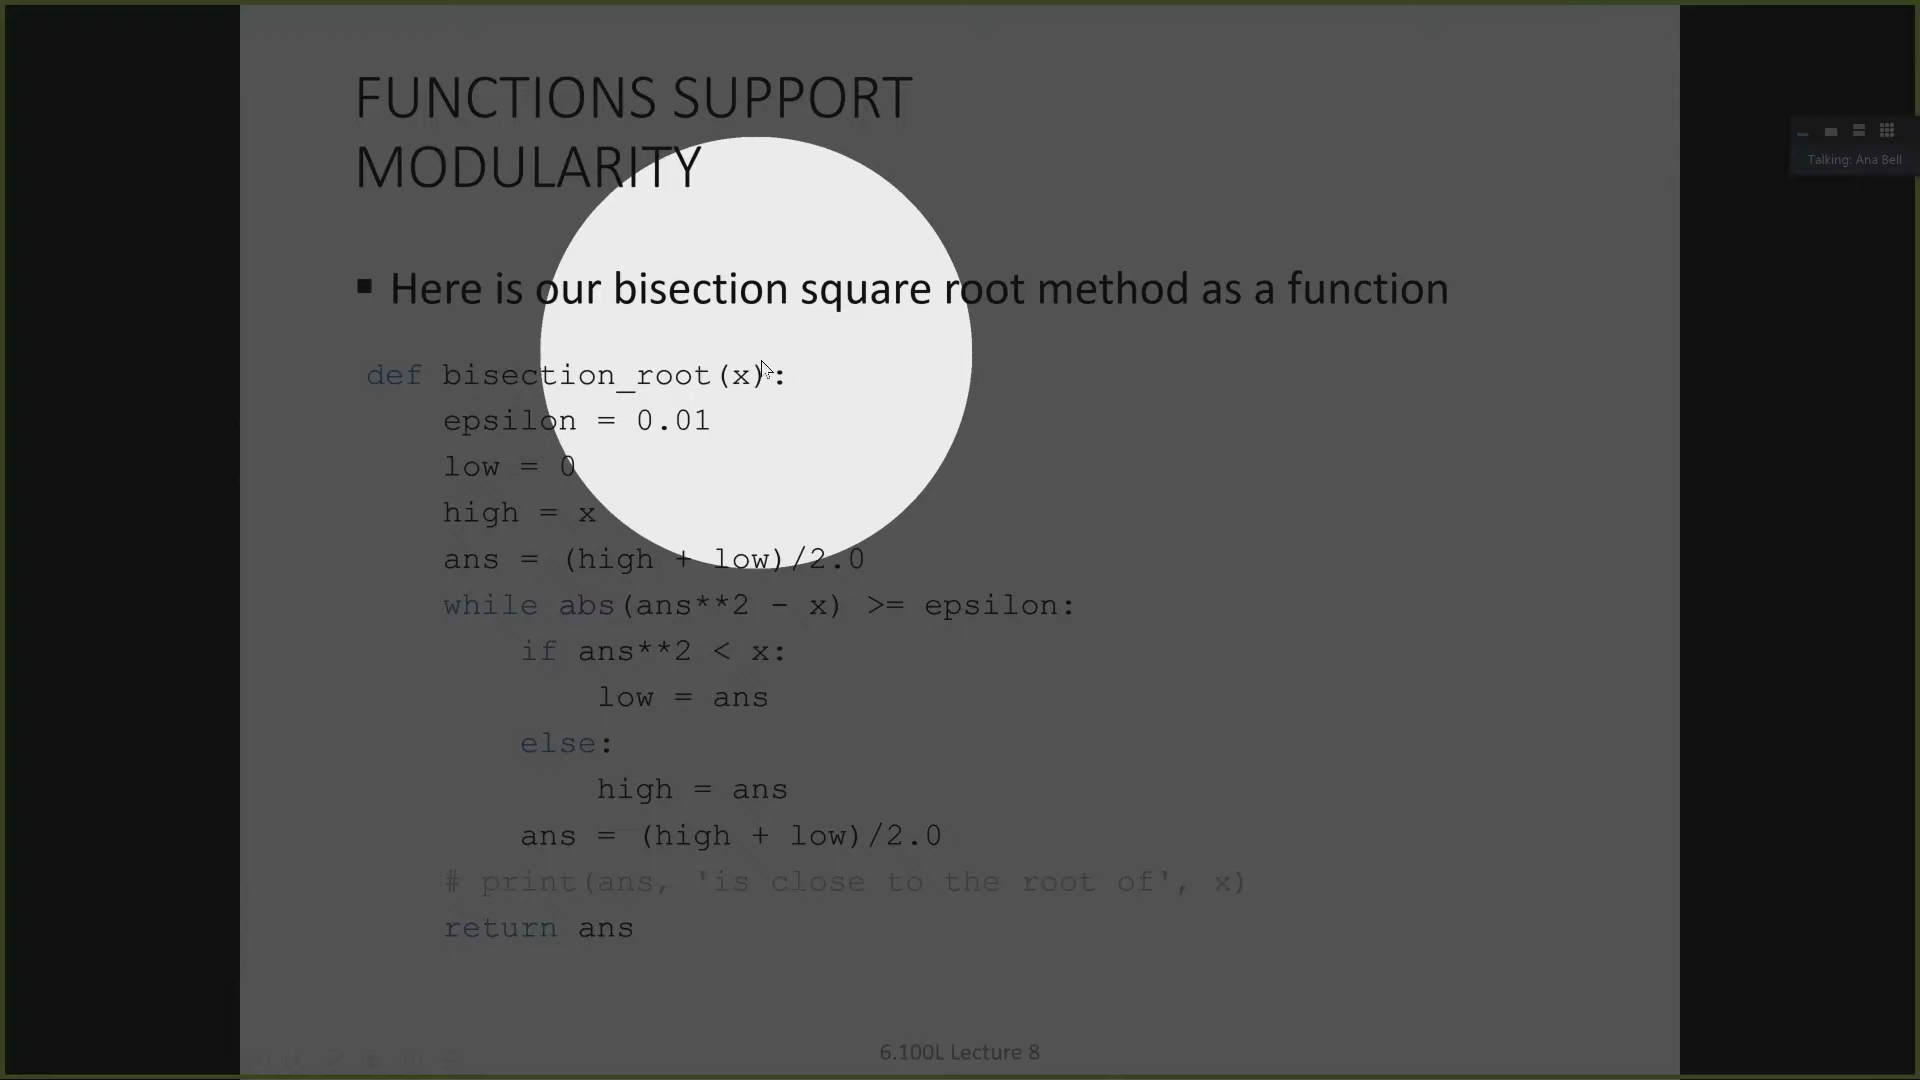 FUNCTIONS SUPPORT
MODULARITY
Talking: Ana Bell
▪ Here is our bisection square root method as a function
def bisection_root(x):
    epsilon = 0.01
    low = 0
    high = x
    ans = (high + low)/2.0
    while abs(ans**2 - x) >= epsilon:
        if ans**2 < x:
            low = ans
        else:
            high = ans
        ans = (high + low)/2.0
    # print(ans, 'is close to the root of', x)
    return ans
6.100L Lecture 8